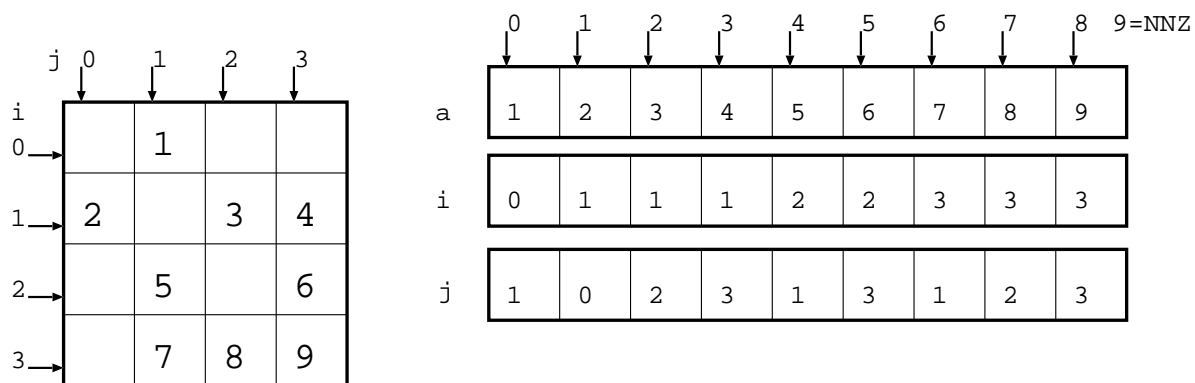 j 0 1 2 3
i
0 1
1 2 3 4
2 5 6
3 7 8 9
0 1 2 3 4 5 6 7 8 9=NNZ
a 1 2 3 4 5 6 7 8 9
i 0 1 1 1 2 2 3 3 3
j 1 0 2 3 1 3 1 2 3